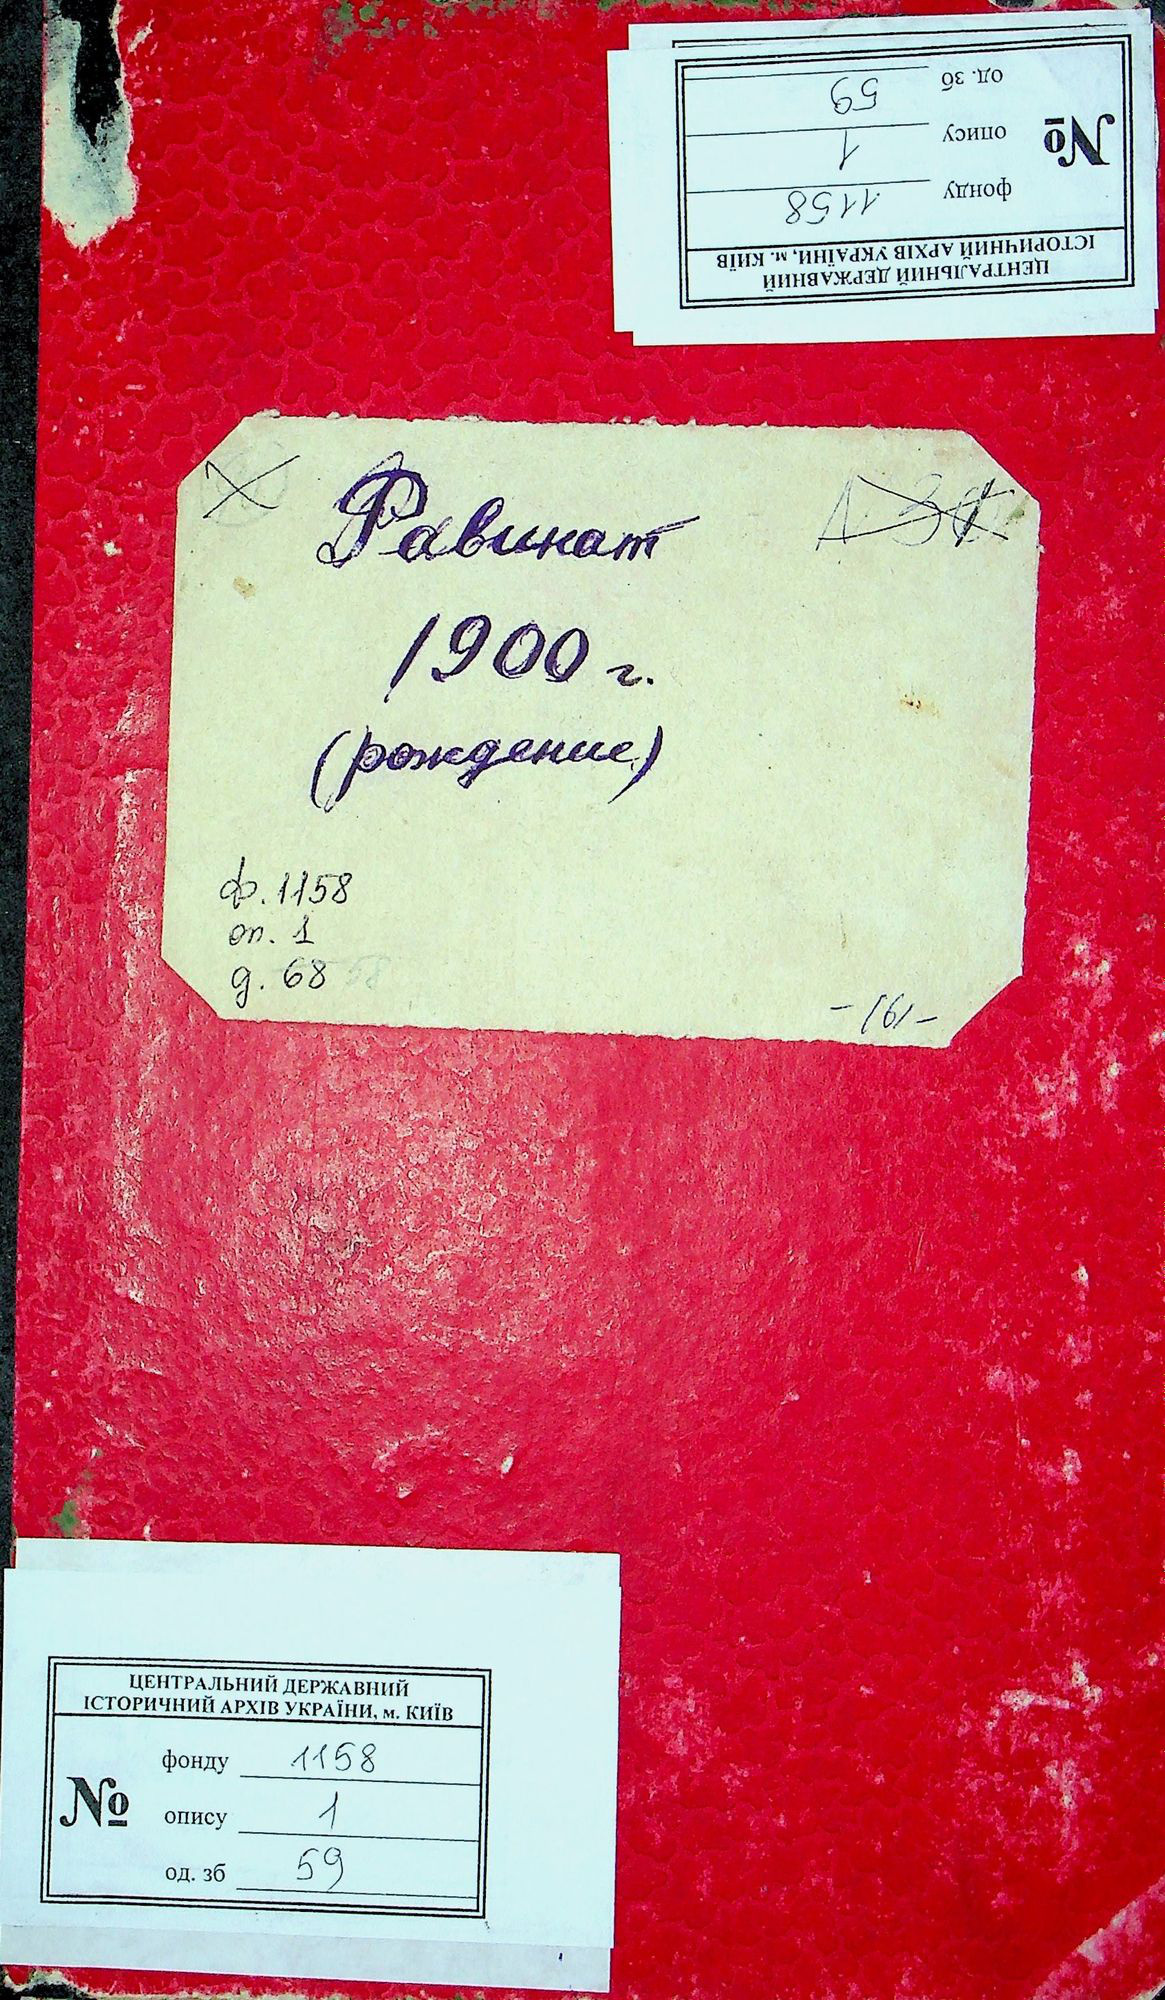 ЦЕНТРАЛЬНИЙ ДЕРЖАВНИЙ
ІСТОРИЧНИЙ АРХІВ УКРАЇНИ, м. КИЇВ
№
фонду 1158
опису 1
од. зб 59
Равинат
1900 г.
(рождение)
ф. 1158
оп. 1
д. 68
- 161 -
ЦЕНТРАЛЬНИЙ ДЕРЖАВНИЙ
ІСТОРИЧНИЙ АРХІВ УКРАЇНИ, м. КИЇВ
№
фонду 1158
опису 1
од. зб 59